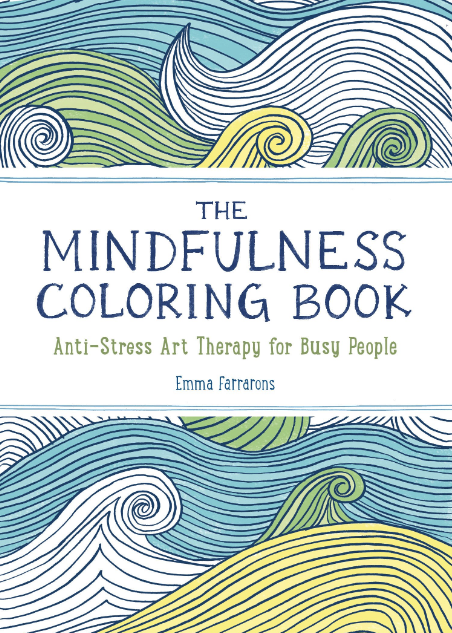 THE
MINDFULNESS
COLORING BOOK
Anti-Stress Art Therapy for Busy People
Emma Farrarons